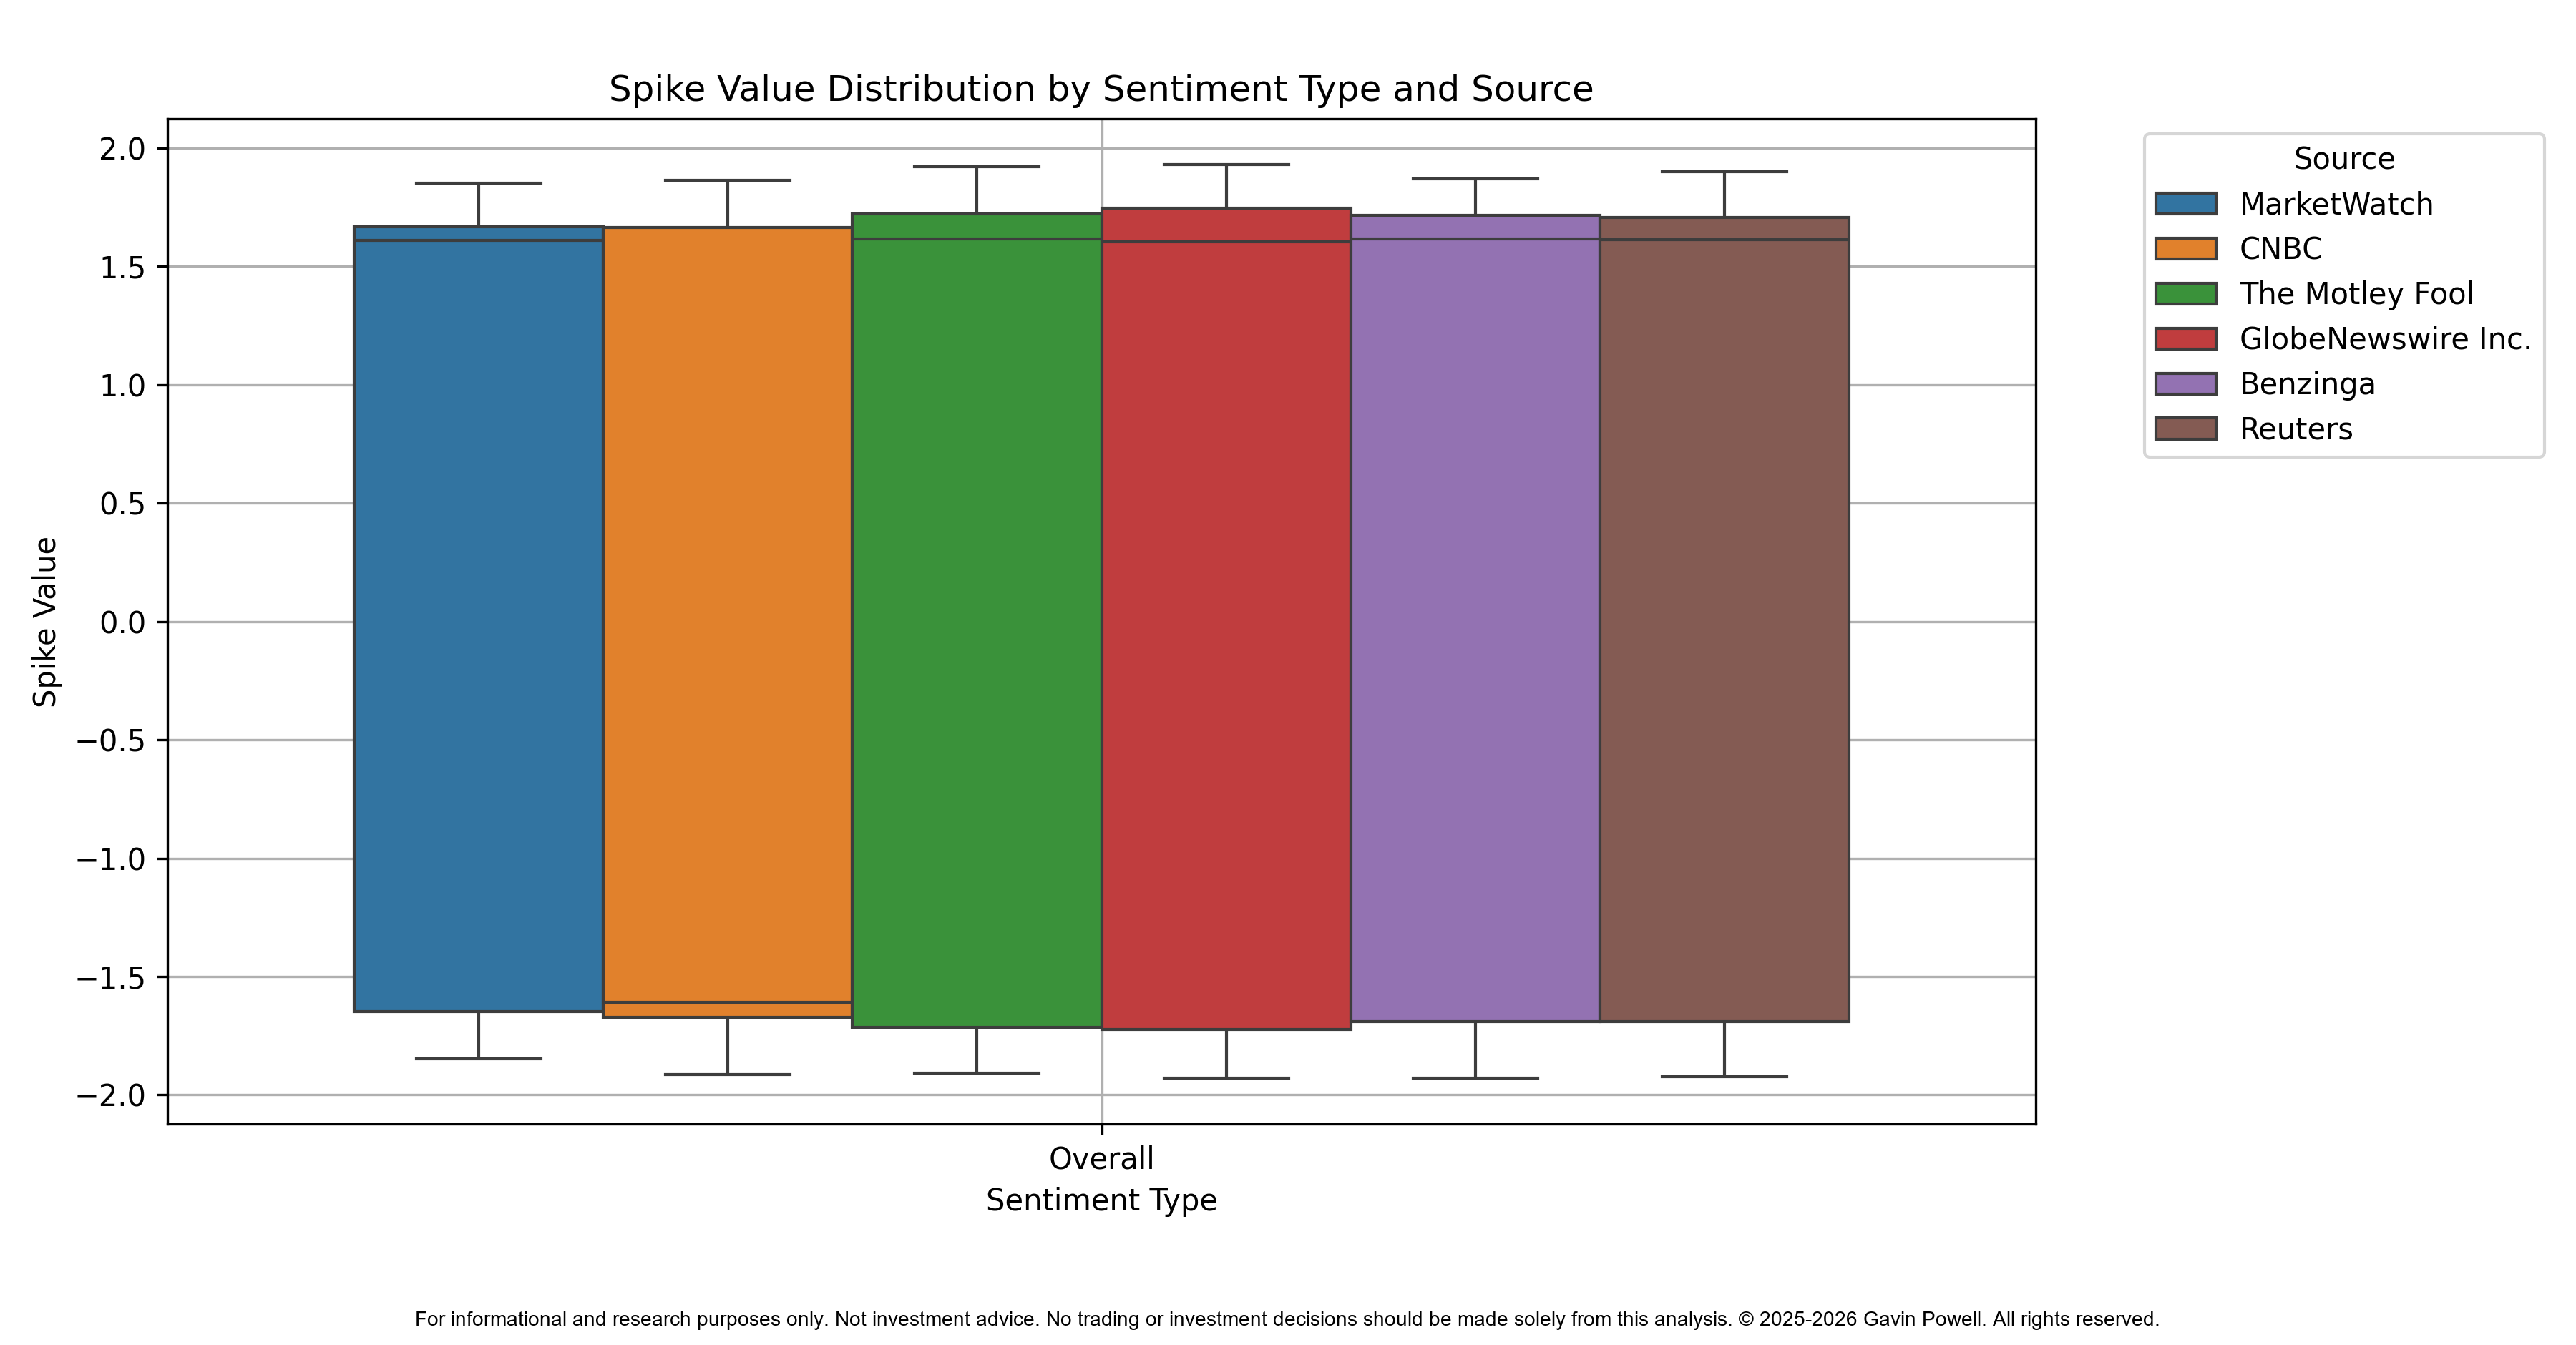 Spike Value Distribution by Sentiment Type and Source
2.0
1.5
1.0
0.5
0.0
−0.5
−1.0
−1.5
−2.0
Spike Value
Overall
Sentiment Type
Source
MarketWatch
CNBC
The Motley Fool
GlobeNewswire Inc.
Benzinga
Reuters
For informational and research purposes only. Not investment advice. No trading or investment decisions should be made solely from this analysis. © 2025-2026 Gavin Powell. All rights reserved.